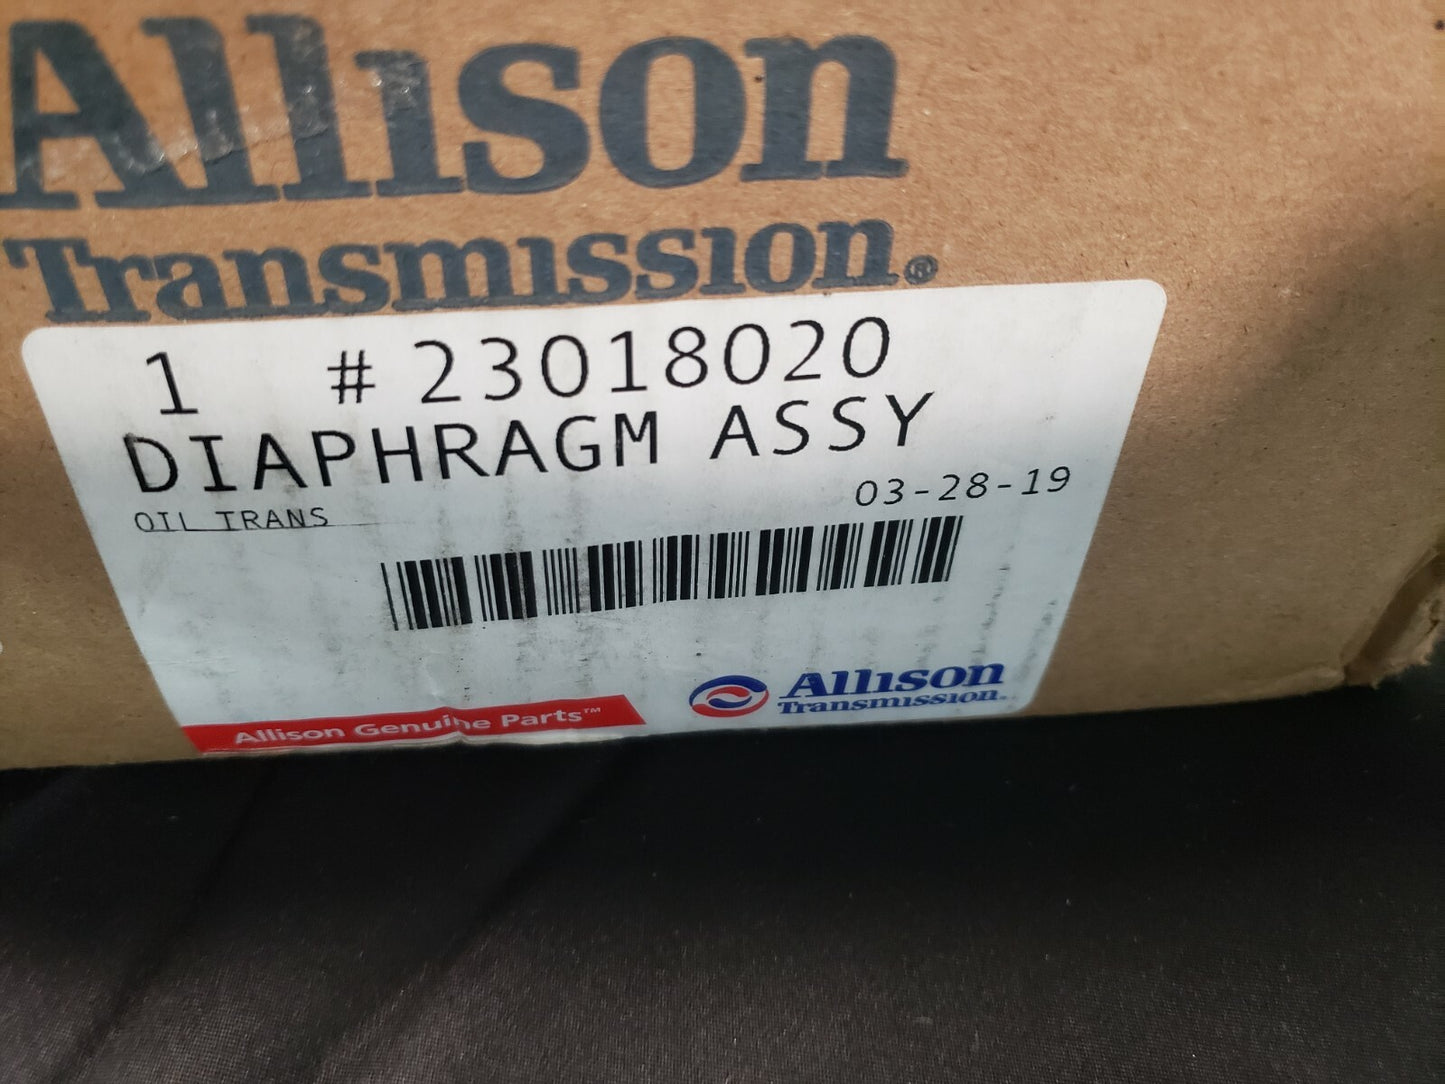 Allison
Transmission®
1 #23018020
DIAPHRAGM ASSY
03-28-19
OIL TRANS
Allison Genuine Parts™
Allison
Transmission